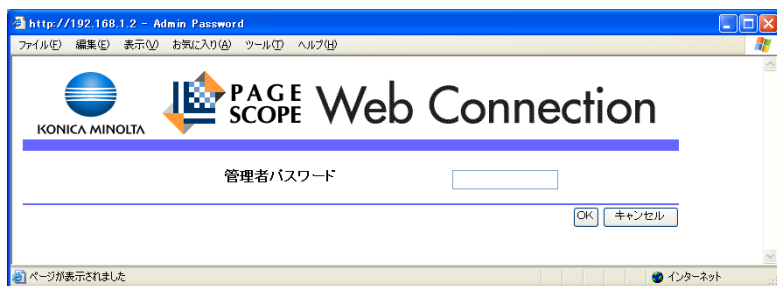 http://192.168.1.2 - Admin Password
ファイル(F) 編集(E) 表示(V) お気に入り(A) ツール(T) ヘルプ(H)
KONICA MINOLTA
PAGE SCOPE Web Connection
管理者パスワード
OK キャンセル
ページが表示されました インターネット